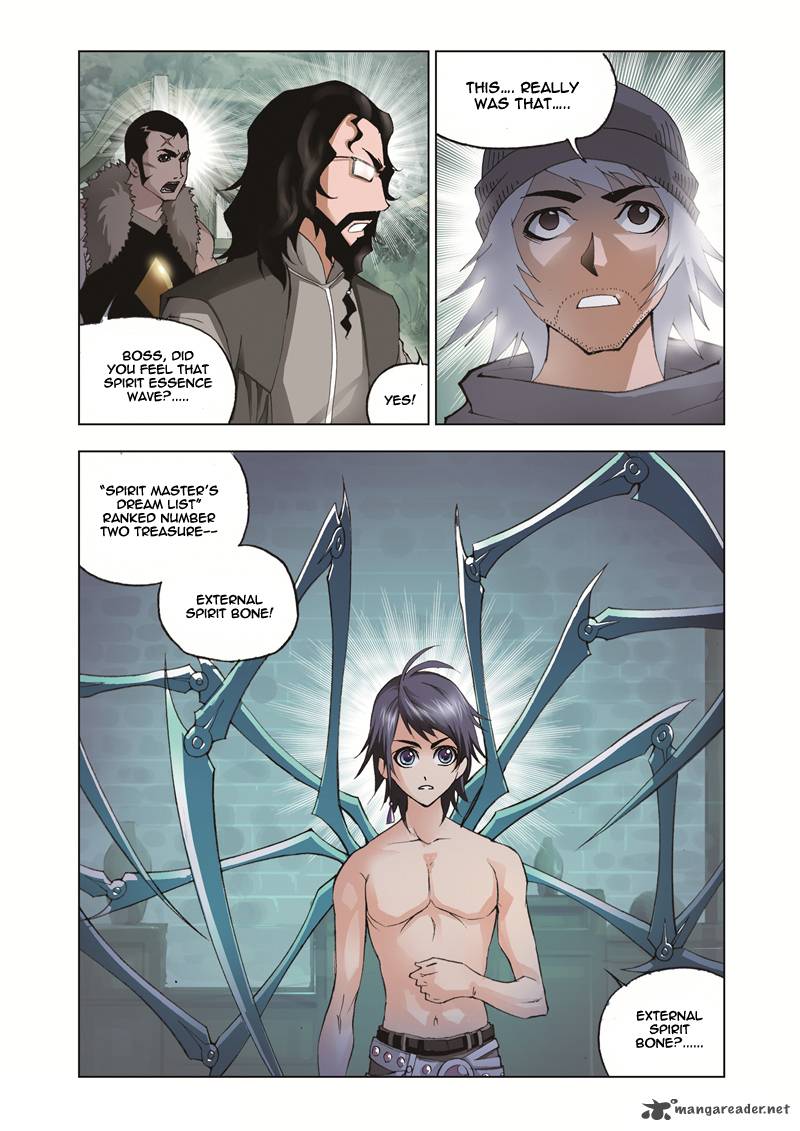 BOSS, DID
YOU FEEL THAT
SPIRIT ESSENCE
WAVE?.....
YES!
THIS.... REALLY
WAS THAT.....
"SPIRIT MASTER'S
DREAM LIST"
RANKED NUMBER
TWO TREASURE--
EXTERNAL
SPIRIT BONE!
EXTERNAL
SPIRIT
BONE?......
mangareader.net